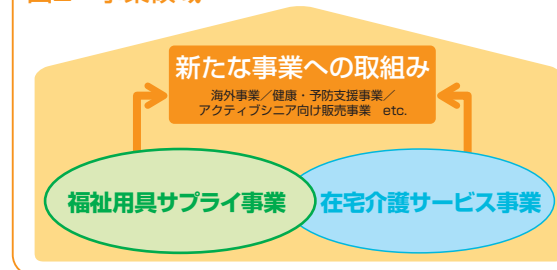 新たな事業への取組み
海外事業／健康・予防支援事業／
アクティブシニア向け販売事業　etc.
福祉用具サプライ事業
在宅介護サービス事業